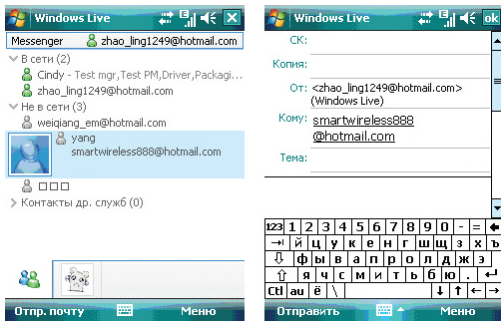 Windows Live
Messenger zhao_ling1249@hotmail.com
В сети (2)
Cindy - Test mgr,Test PM,Driver,Packagi...
zhao_ling1249@hotmail.com
Не в сети (3)
weiqiang_em@hotmail.com
yang
smartwireless888@hotmail.com
□□□
Контакты др. служб (0)
Отпр. почту Меню
Windows Live ok
СК:
Копия:
От: <zhao_ling1249@hotmail.com>
(Windows Live)
Кому: smartwireless888
@hotmail.com
Тема:
123 1 2 3 4 5 6 7 8 9 0 - =
й ц у к е н г ш щ з х ъ
ф ы в а п р о л д ж э
я ч с м и т ь б ю .
Ctl au ё \
Отправить Меню